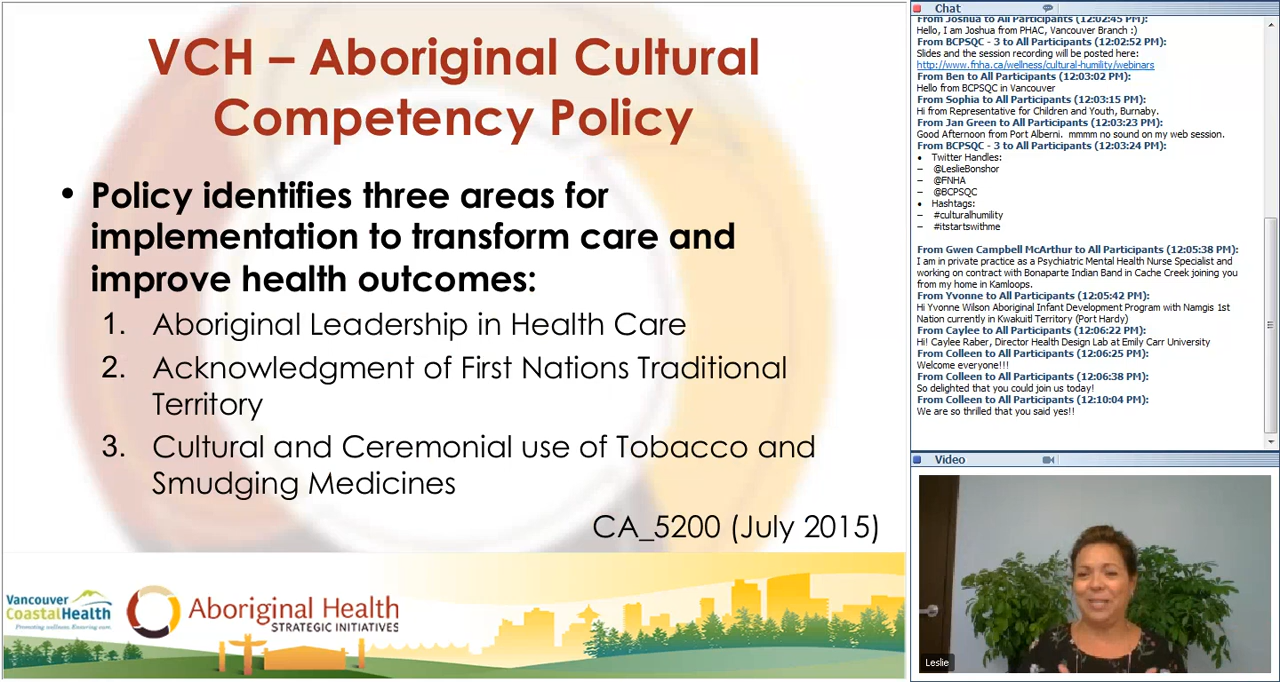 VCH – Aboriginal Cultural
Competency Policy
• Policy identifies three areas for
implementation to transform care and
improve health outcomes:
1. Aboriginal Leadership in Health Care
2. Acknowledgment of First Nations Traditional
Territory
3. Cultural and Ceremonial use of Tobacco and
Smudging Medicines
CA_5200 (July 2015)
Vancouver
CoastalHealth
Promoting wellness. Ensuring care.
Aboriginal Health
STRATEGIC INITIATIVES
Chat
From Joshua to All Participants (12:02:45 PM):
Hello, I am Joshua from PHAC, Vancouver Branch :)
From BCPSQC - 3 to All Participants (12:02:52 PM):
Slides and the session recording will be posted here:
http://www.fnha.ca/wellness/cultural-humility/webinars
From Ben to All Participants (12:03:02 PM):
Hello from BCPSQC in Vancouver
From Sophia to All Participants (12:03:15 PM):
Hi from Representative for Children and Youth, Burnaby.
From Jan Green to All Participants (12:03:23 PM):
Good Afternoon from Port Alberni. mmmm no sound on my web session.
From BCPSQC - 3 to All Participants (12:03:24 PM):
• Twitter Handles:
– @LeslieBonshor
– @FNHA
– @BCPSQC
• Hashtags:
– #culturalhumility
– #itstartswithme
From Gwen Campbell McArthur to All Participants (12:05:38 PM):
I am in private practice as a Psychiatric Mental Health Nurse Specialist and
working on contract with Bonaparte Indian Band in Cache Creek joining you
from my home in Kamloops.
From Yvonne to All Participants (12:05:42 PM):
Hi Yvonne Wilson Aboriginal Infant Development Program with Namgis 1st
Nation currently in Kwakuitl Territory (Port Hardy)
From Caylee to All Participants (12:06:22 PM):
Hi! Caylee Raber, Director Health Design Lab at Emily Carr University
From Colleen to All Participants (12:06:25 PM):
Welcome everyone!!!
From Colleen to All Participants (12:06:38 PM):
So delighted that you could join us today!
From Colleen to All Participants (12:10:04 PM):
We are so thrilled that you said yes!!
Video
Leslie